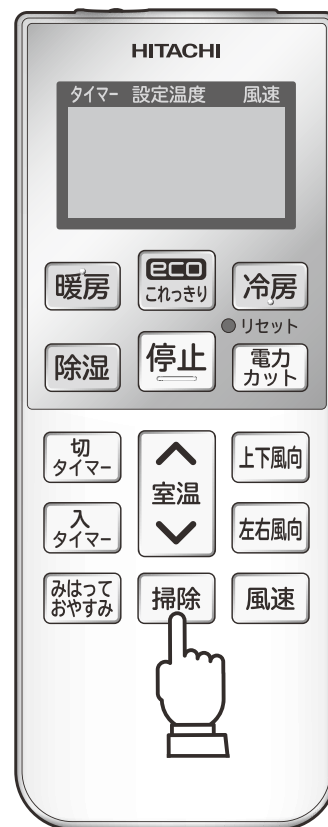 HITACHI
タイマー 設定温度 風速
暖房
eco
これっきり
冷房
リセット
除湿
停止
電力
カット
切
タイマー
室温
上下風向
入
タイマー
左右風向
みはって
おやすみ
掃除
風速